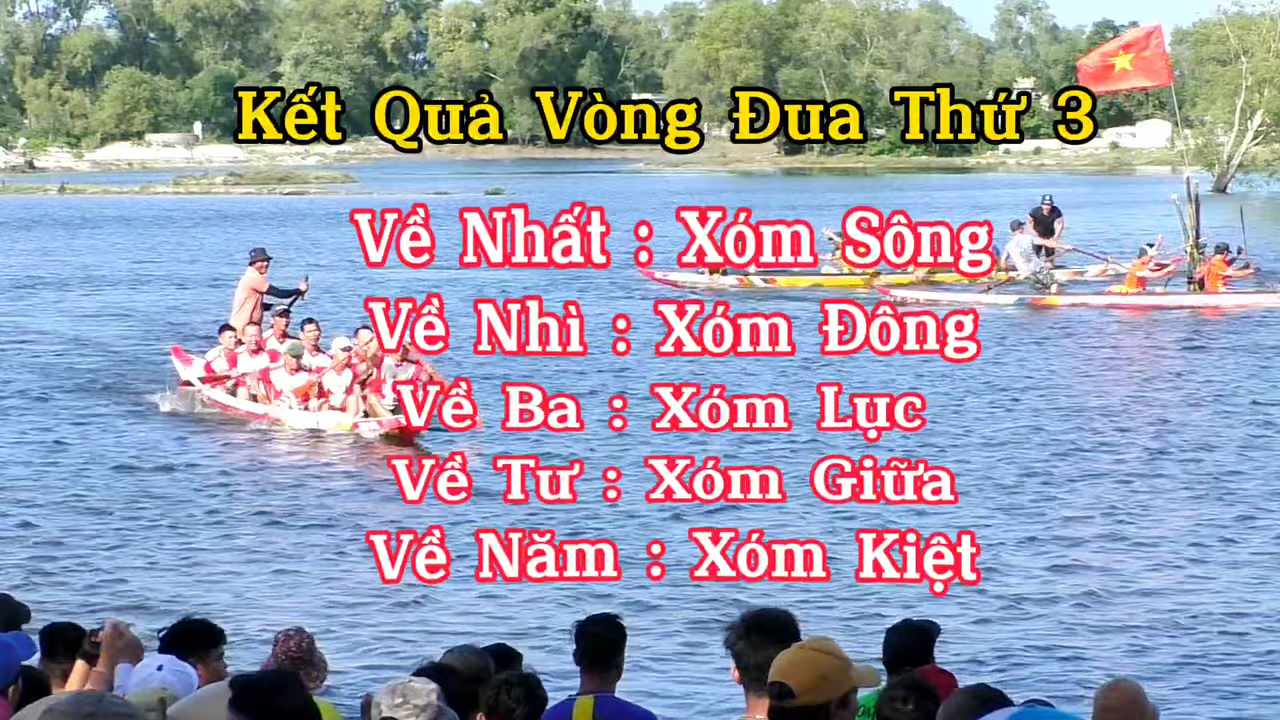 Kết Quả Vòng Đua Thứ 3
Về Nhất : Xóm Sông
Về Nhì : Xóm Đông
Về Ba : Xóm Lục
Về Tư : Xóm Giữa
Về Năm : Xóm Kiệt